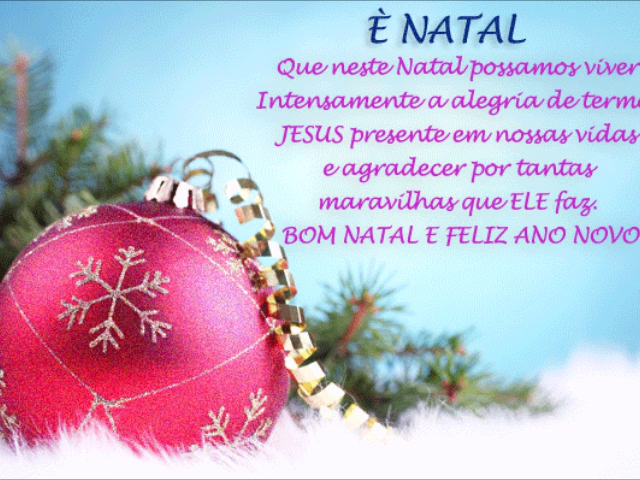 È NATAL
Que neste Natal possamos viver
Intensamente a alegria de
JESUS presente em nossas vidas
e agradecer por tantas
maravilhas que ELE faz.
BOM NATAL E FELIZ ANO NOVO